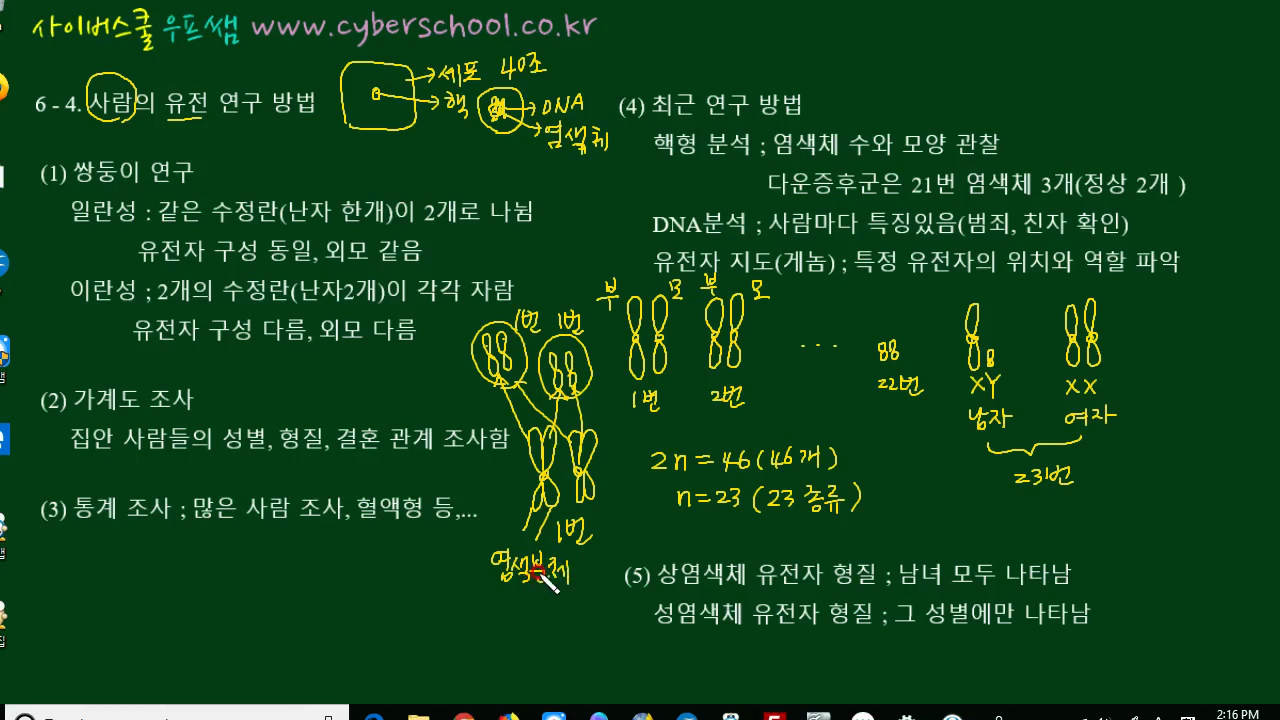 사이버스쿨 우프쌤 www.cyberschool.co.kr
6 - 4. 사람의 유전 연구 방법
세포 40조
핵
DNA
염색체
(1) 쌍둥이 연구
일란성 : 같은 수정란(난자 한개)이 2개로 나뉨
유전자 구성 동일, 외모 같음
이란성 ; 2개의 수정란(난자2개)이 각각 자람
유전자 구성 다름, 외모 다름
(2) 가계도 조사
집안 사람들의 성별, 형질, 결혼 관계 조사함
(3) 통계 조사 ; 많은 사람 조사, 혈액형 등,...
1번 1번
1번
염색분체
(4) 최근 연구 방법
핵형 분석 ; 염색체 수와 모양 관찰
다운증후군은 21번 염색체 3개(정상 2개 )
DNA분석 ; 사람마다 특징있음(범죄, 친자 확인)
유전자 지도(게놈) ; 특정 유전자의 위치와 역할 파악
부 모 부 모
...
1번 2번 22번 XY XX
남자 여자
23번
2n = 46 (46개)
n = 23 (23 종류)
(5) 상염색체 유전자 형질 ; 남녀 모두 나타남
성염색체 유전자 형질 ; 그 성별에만 나타남
2:16 PM